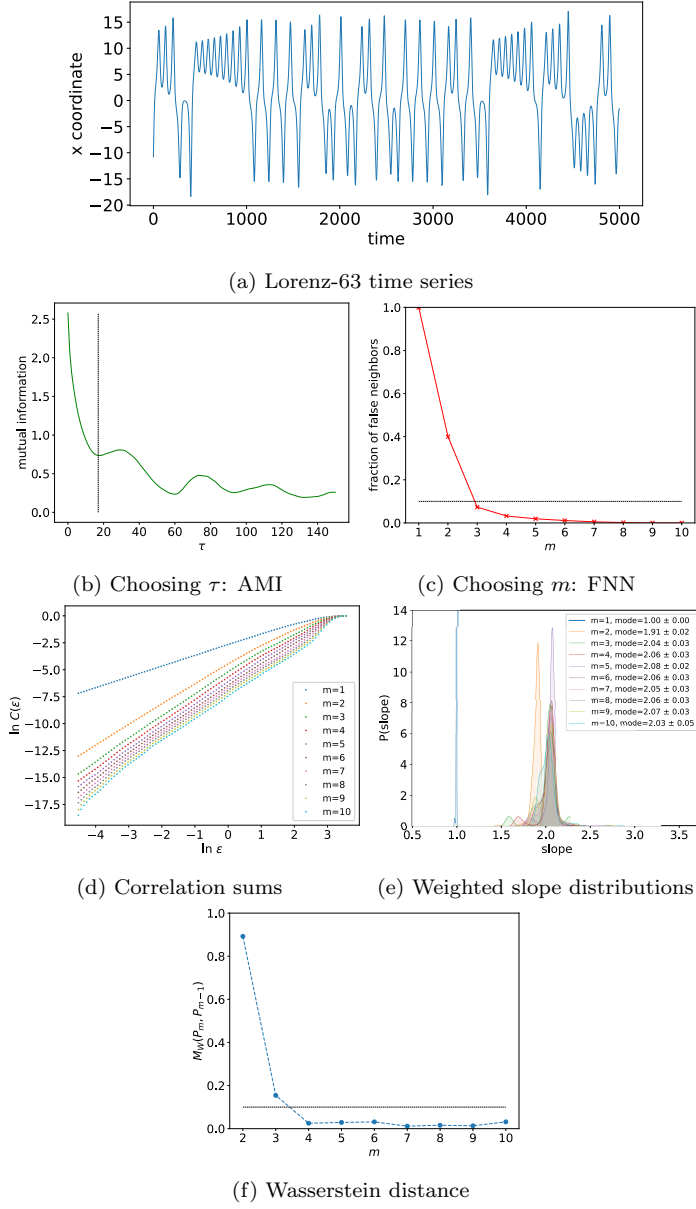 15
10
5
0
−5
−10
−15
−20
x coordinate
0 1000 2000 3000 4000 5000
time
(a) Lorenz-63 time series
2.5
2.0
1.5
1.0
0.5
0.0
mutual information
0 20 40 60 80 100 120 140
τ
(b) Choosing τ: AMI
1.0
0.8
0.6
0.4
0.2
0.0
fraction of false neighbors
1 2 3 4 5 6 7 8 9 10
m
(c) Choosing m: FNN
0.0
−2.5
−5.0
−7.5
−10.0
−12.5
−15.0
−17.5
ln C(ε)
m=1
m=2
m=3
m=4
m=5
m=6
m=7
m=8
m=9
m=10
−4 −3 −2 −1 0 1 2 3
ln ε
(d) Correlation sums
14
12
10
8
6
4
2
0
P(slope)
m=1, mode=1.00 ± 0.00
m=2, mode=1.91 ± 0.02
m=3, mode=2.04 ± 0.03
m=4, mode=2.06 ± 0.03
m=5, mode=2.08 ± 0.02
m=6, mode=2.06 ± 0.03
m=7, mode=2.05 ± 0.03
m=8, mode=2.06 ± 0.03
m=9, mode=2.07 ± 0.03
m=10, mode=2.03 ± 0.05
0.5 1.0 1.5 2.0 2.5 3.0 3.5
slope
(e) Weighted slope distributions
1.0
0.8
0.6
0.4
0.2
0.0
M_W(P_m, P_{m−1})
2 3 4 5 6 7 8 9 10
m
(f) Wasserstein distance